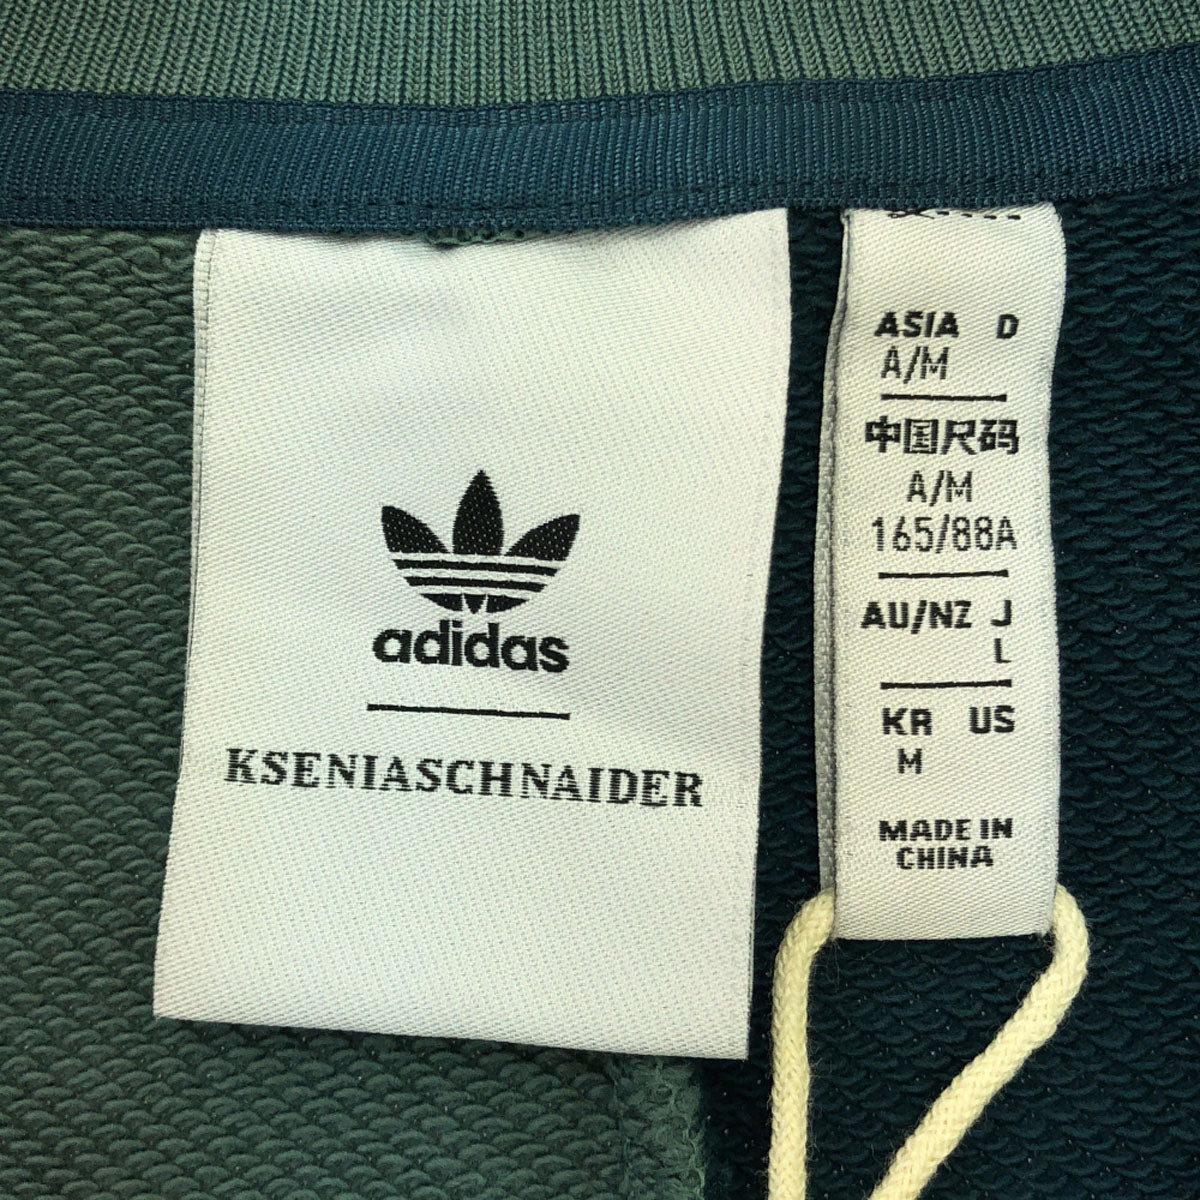 adidas
KSENIASCHNAIDER
ASIA D
A/M
中国尺码
A/M
165/88A
AU/NZ J
L
KR US
M
MADE IN
CHINA